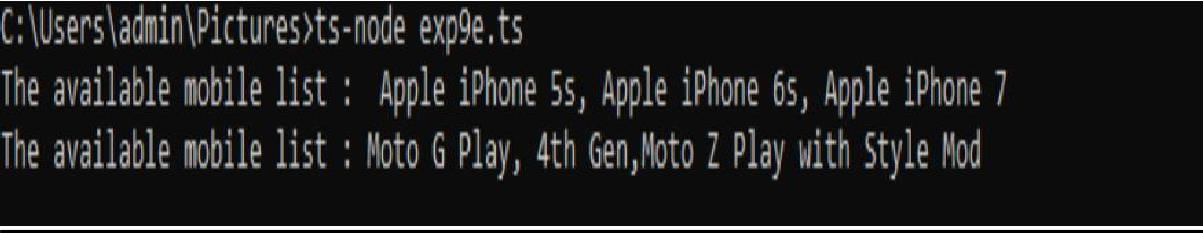 C:\Users\admin\Pictures>ts-node exp9e.ts
The available mobile list :  Apple iPhone 5s, Apple iPhone 6s, Apple iPhone 7
The available mobile list : Moto G Play, 4th Gen,Moto Z Play with Style Mod